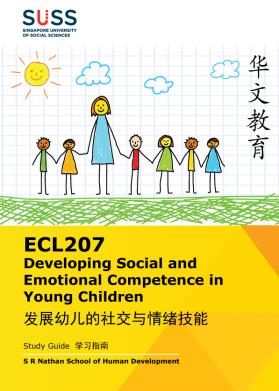 SUSS
SINGAPORE UNIVERSITY
OF SOCIAL SCIENCES
华文教育
ECL207
Developing Social and
Emotional Competence in
Young Children
发展幼儿的社交与情绪技能
Study Guide 学习指南
S R Nathan School of Human Development